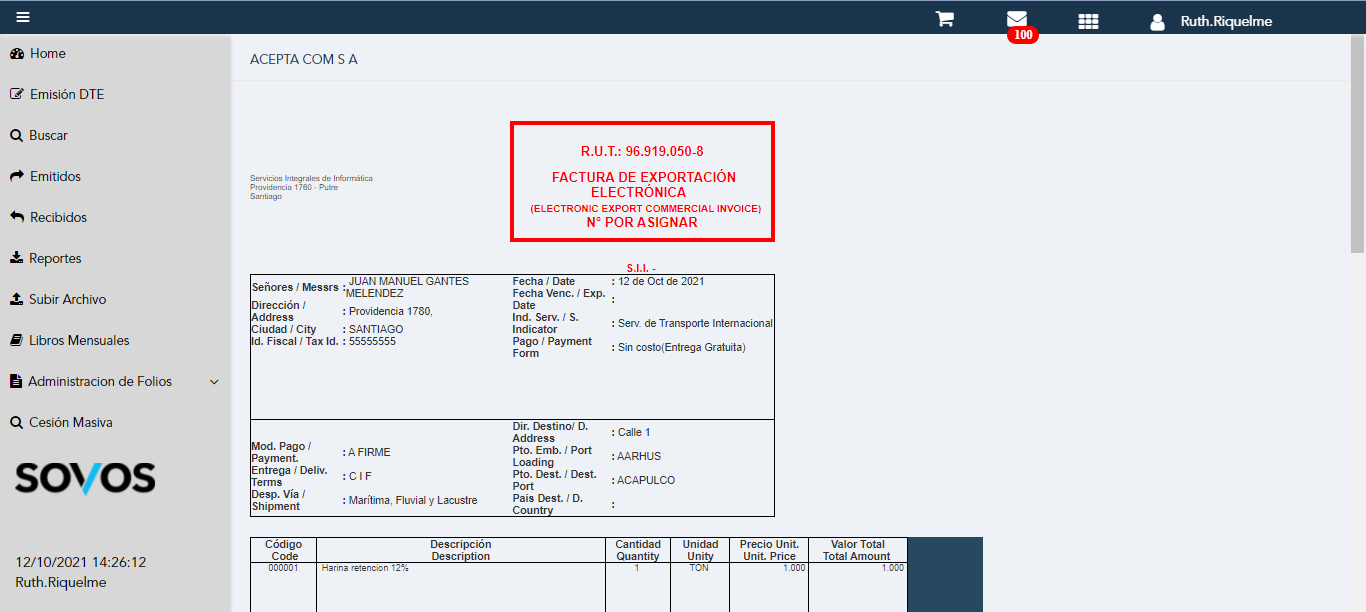 Ruth.Riquelme
100
Home
Emisión DTE
Buscar
Emitidos
Recibidos
Reportes
Subir Archivo
Libros Mensuales
Administracion de Folios
Cesión Masiva
SOVOS
12/10/2021 14:26:12
Ruth.Riquelme
ACEPTA COM S A
Servicios Integrales de Informática
Providencia 1760 - Putre
Santiago
R.U.T.: 96.919.050-8
FACTURA DE EXPORTACIÓN
ELECTRÓNICA
(ELECTRONIC EXPORT COMMERCIAL INVOICE)
N° POR ASIGNAR
S.I.I. -
Señores / Messrs : JUAN MANUEL GANTES
MELENDEZ
Dirección /
Address : Providencia 1780,
Ciudad / City : SANTIAGO
Id. Fiscal / Tax Id. : 55555555
Fecha / Date : 12 de Oct de 2021
Fecha Venc. / Exp.
Date :
Ind. Serv. / S.
Indicator : Serv. de Transporte Internacional
Pago / Payment
Form : Sin costo(Entrega Gratuita)
Mod. Pago /
Payment. : A FIRME
Entrega / Deliv.
Terms : C I F
Desp. Vía /
Shipment : Marítima, Fluvial y Lacustre
Dir. Destino/ D.
Address : Calle 1
Pto. Emb. / Port
Loading : AARHUS
Pto. Dest. / Dest.
Port : ACAPULCO
Pais Dest. / D.
Country :
Código Descripción Cantidad Unidad Precio Unit. Valor Total
Code Description Quantity Unity Unit. Price Total Amount
000001 Harina retencion 12% 1 TON 1.000 1.000